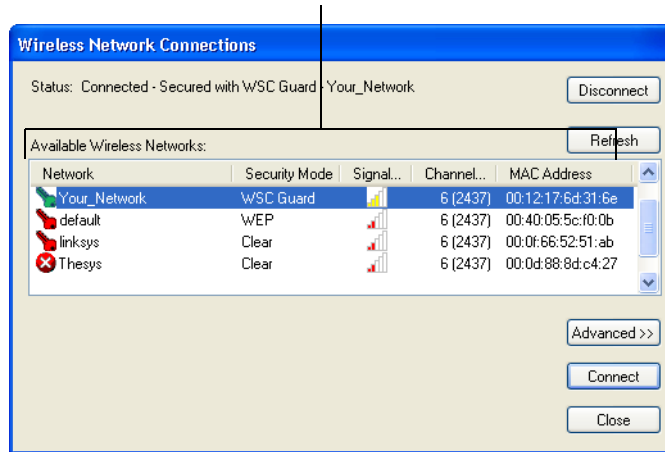 Wireless Network Connections
Status: Connected - Secured with WSC Guard - Your_Network
Disconnect
Available Wireless Networks:
Refresh
Network Security Mode Signal... Channel... MAC Address
Your_Network WSC Guard 6 (2437) 00:12:17:6d:31:6e
default WEP 6 (2437) 00:40:05:5c:f0:0b
linksys Clear 6 (2437) 00:0f:66:52:51:ab
Thesys Clear 6 (2437) 00:0d:88:8d:c4:27
Advanced >>
Connect
Close